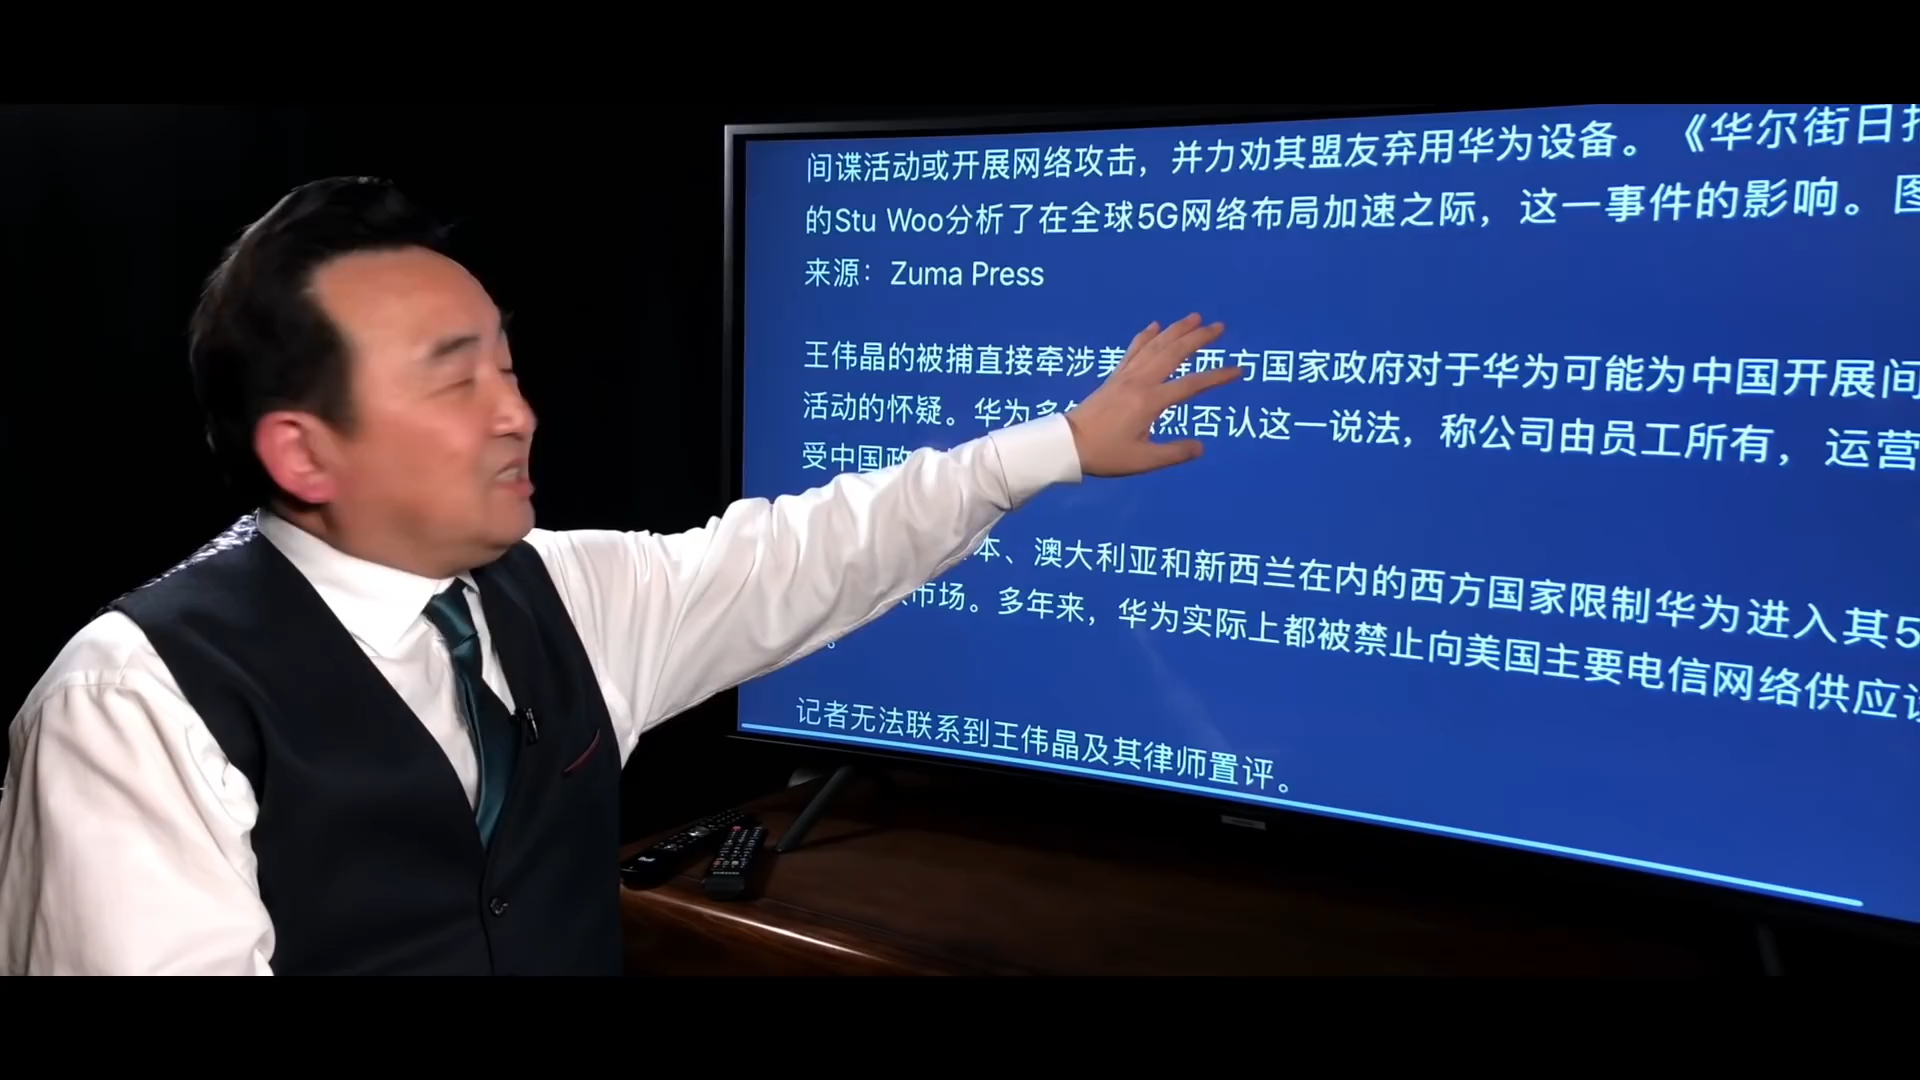 间谍活动或开展网络攻击，并力劝其盟友弃用华为设备。《华尔街日
的Stu Woo分析了在全球5G网络布局加速之际，这一事件的影响。图
来源：Zuma Press
王伟晶的被捕直接牵涉美 西方国家政府对于华为可能为中国开展间
活动的怀疑。华为多 烈否认这一说法，称公司由员工所有，运营
受中国政
本、澳大利亚和新西兰在内的西方国家限制华为进入其5
市场。多年来，华为实际上都被禁止向美国主要电信网络供应
。
记者无法联系到王伟晶及其律师置评。
SAMSUNG